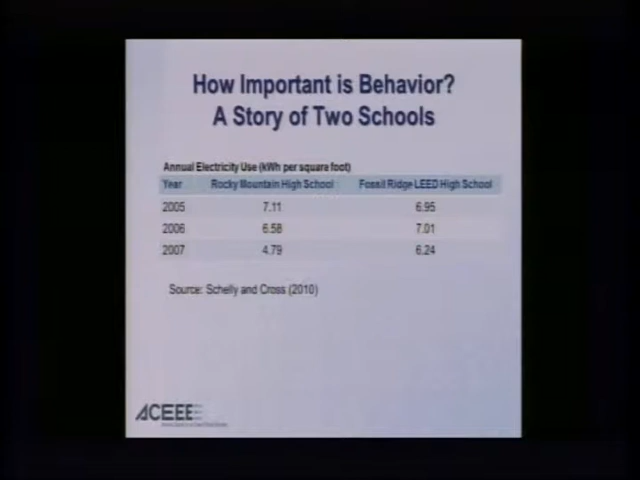 How Important is Behavior?
A Story of Two Schools
Annual Electricity Use (kWh per square foot)
Year Rocky Mountain High School Fossil Ridge LEED High School
2005 7.11 6.95
2006 6.58 7.01
2007 4.79 6.24
Source: Schelly and Cross (2010)
ACEEE